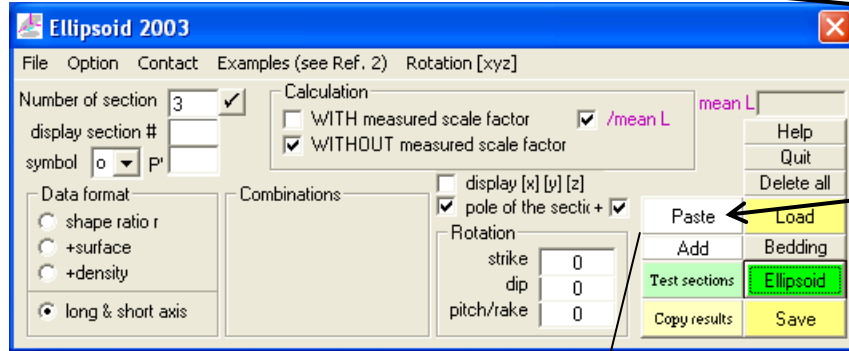 Ellipsoid 2003
File Option Contact Examples (see Ref. 2) Rotation [xyz]
Number of section 3
display section #
symbol o P'
Calculation
WITH measured scale factor /mean L
WITHOUT measured scale factor
mean L
Help
Quit
Delete all
Data format
shape ratio r
+surface
+density
long & short axis
Combinations
display [x] [y] [z]
pole of the sectic +
Rotation
strike 0
dip 0
pitch/rake 0
Paste Load
Add Bedding
Test sections Ellipsoid
Copy results Save